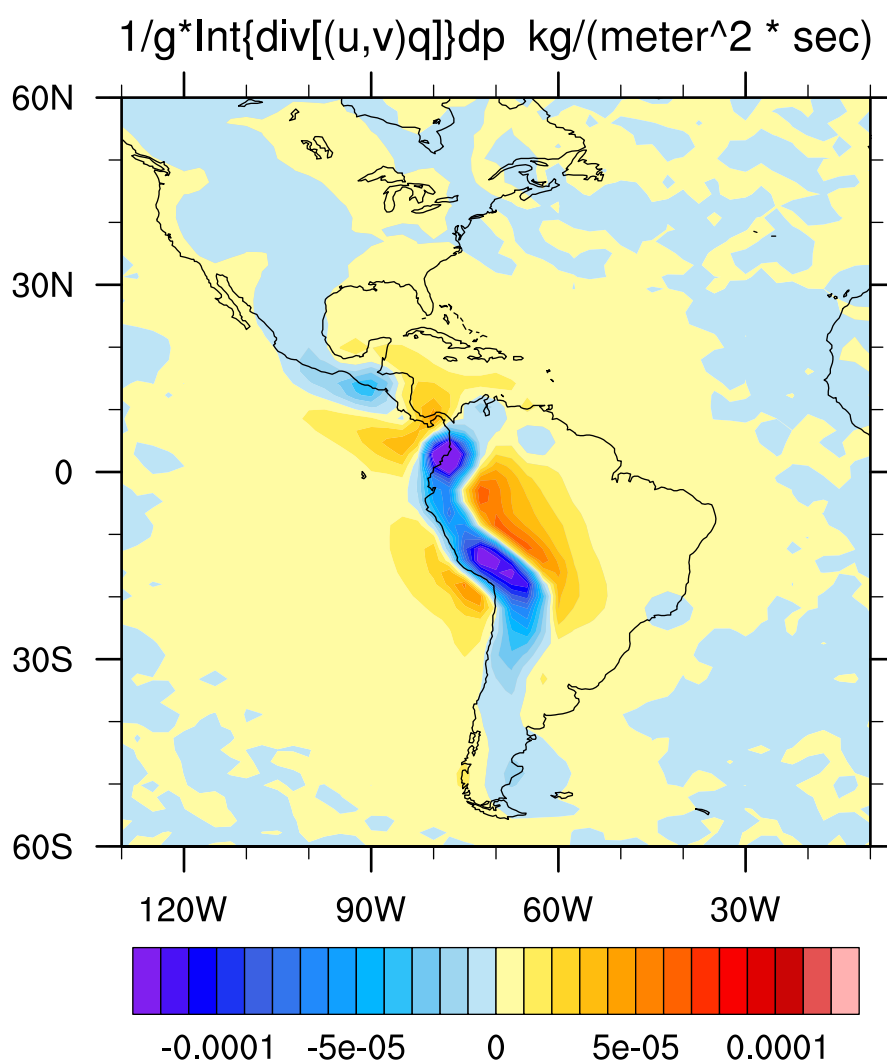 1/g*Int{div[(u,v)q]}dp kg/(meter^2 * sec)
60N
30N
0
30S
60S
120W 90W 60W 30W
-0.0001 -5e-05 0 5e-05 0.0001